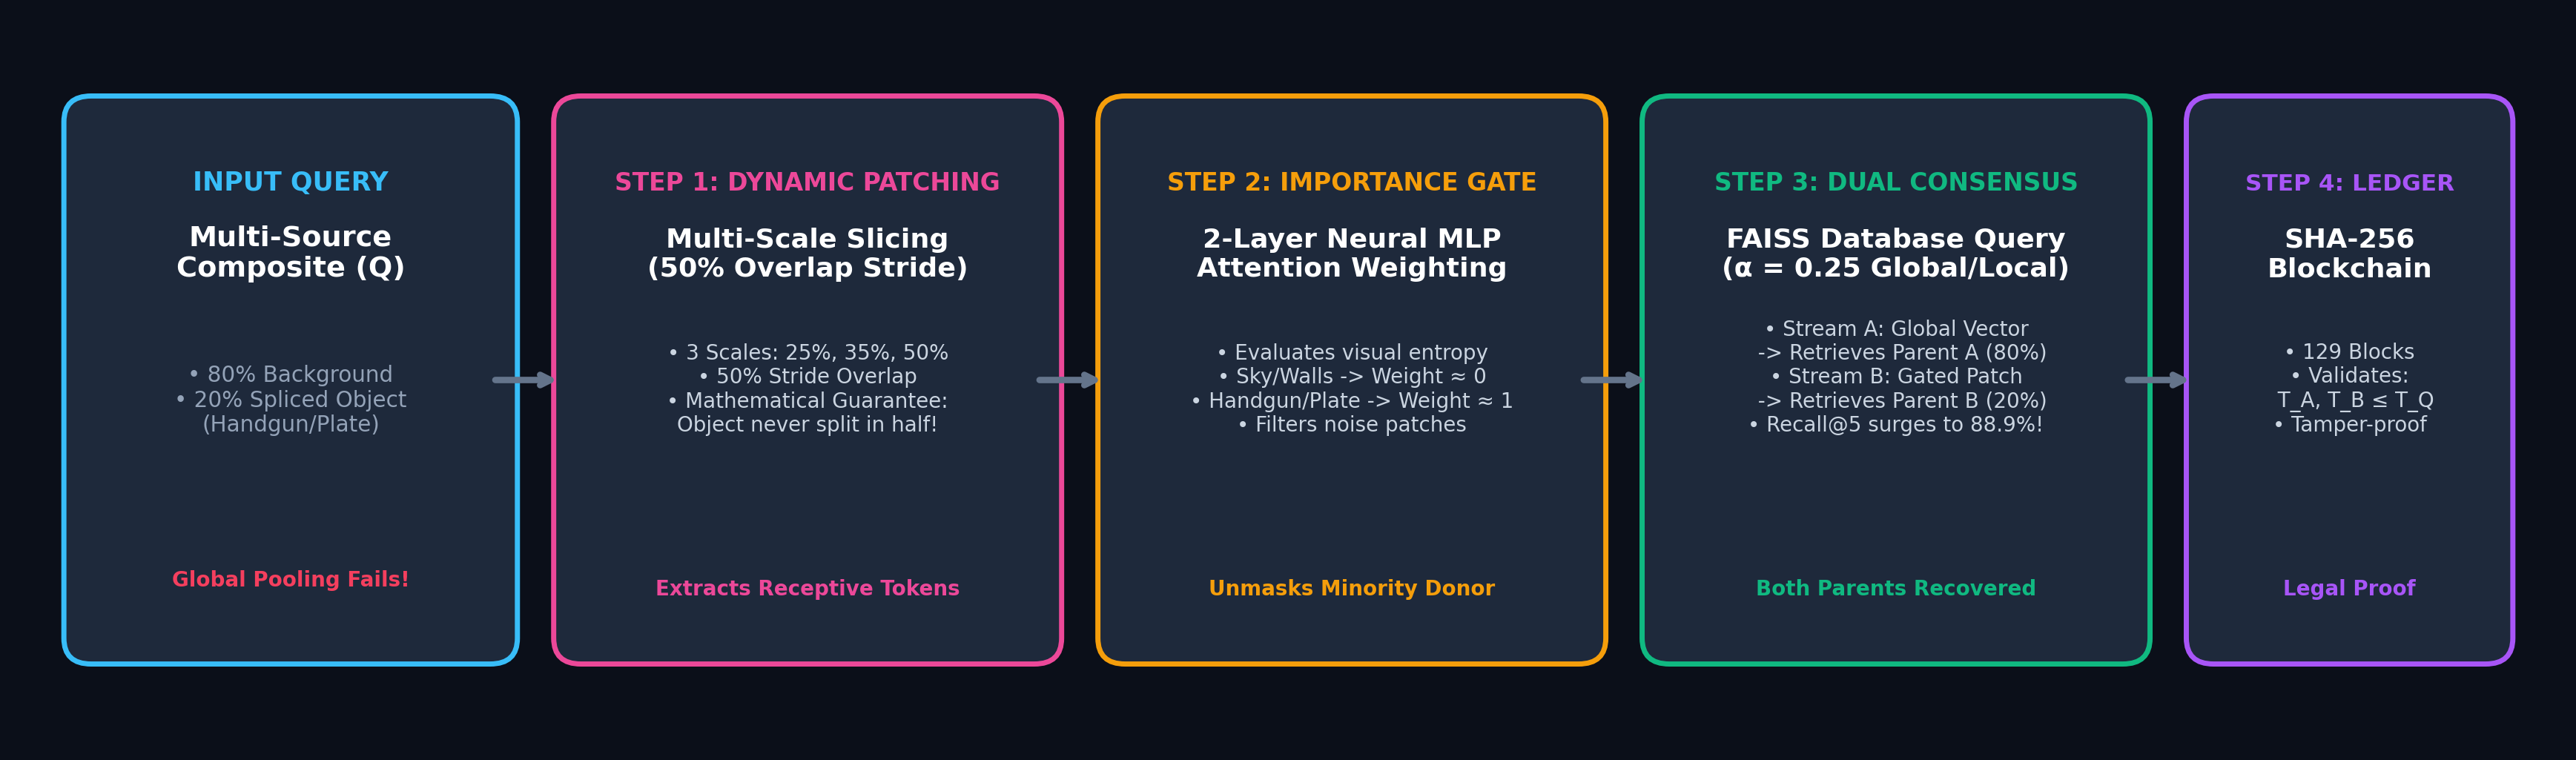 INPUT QUERY
Multi-Source
Composite (Q)
• 80% Background
• 20% Spliced Object
(Handgun/Plate)
Global Pooling Fails!
STEP 1: DYNAMIC PATCHING
Multi-Scale Slicing
(50% Overlap Stride)
• 3 Scales: 25%, 35%, 50%
• 50% Stride Overlap
• Mathematical Guarantee:
Object never split in half!
Extracts Receptive Tokens
STEP 2: IMPORTANCE GATE
2-Layer Neural MLP
Attention Weighting
• Evaluates visual entropy
• Sky/Walls -> Weight ≈ 0
• Handgun/Plate -> Weight ≈ 1
• Filters noise patches
Unmasks Minority Donor
STEP 3: DUAL CONSENSUS
FAISS Database Query
(α = 0.25 Global/Local)
• Stream A: Global Vector
-> Retrieves Parent A (80%)
• Stream B: Gated Patch
-> Retrieves Parent B (20%)
• Recall@5 surges to 88.9%!
Both Parents Recovered
STEP 4: LEDGER
SHA-256
Blockchain
• 129 Blocks
• Validates:
T_A, T_B ≤ T_Q
• Tamper-proof
Legal Proof